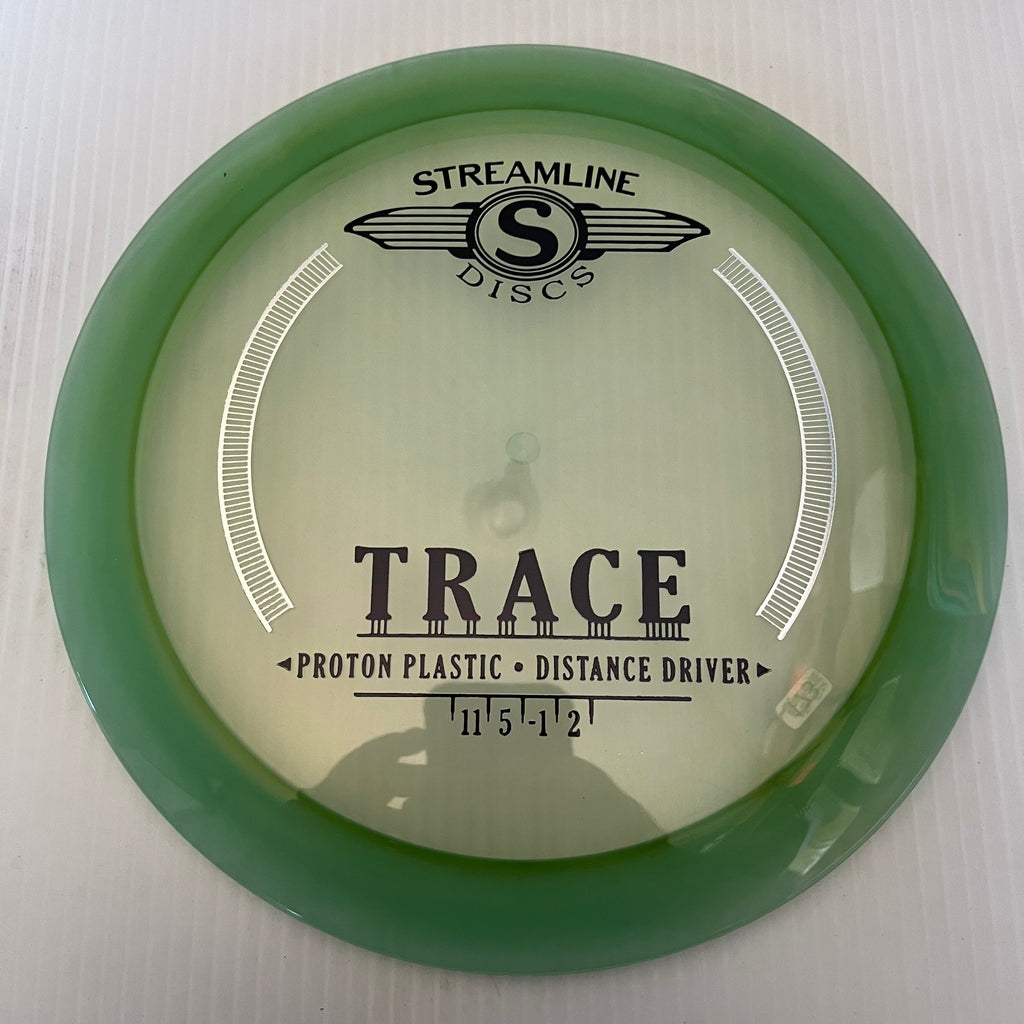 STREAMLINE
S
DISCS
TRACE
PROTON PLASTIC • DISTANCE DRIVER
11 5 -1 2